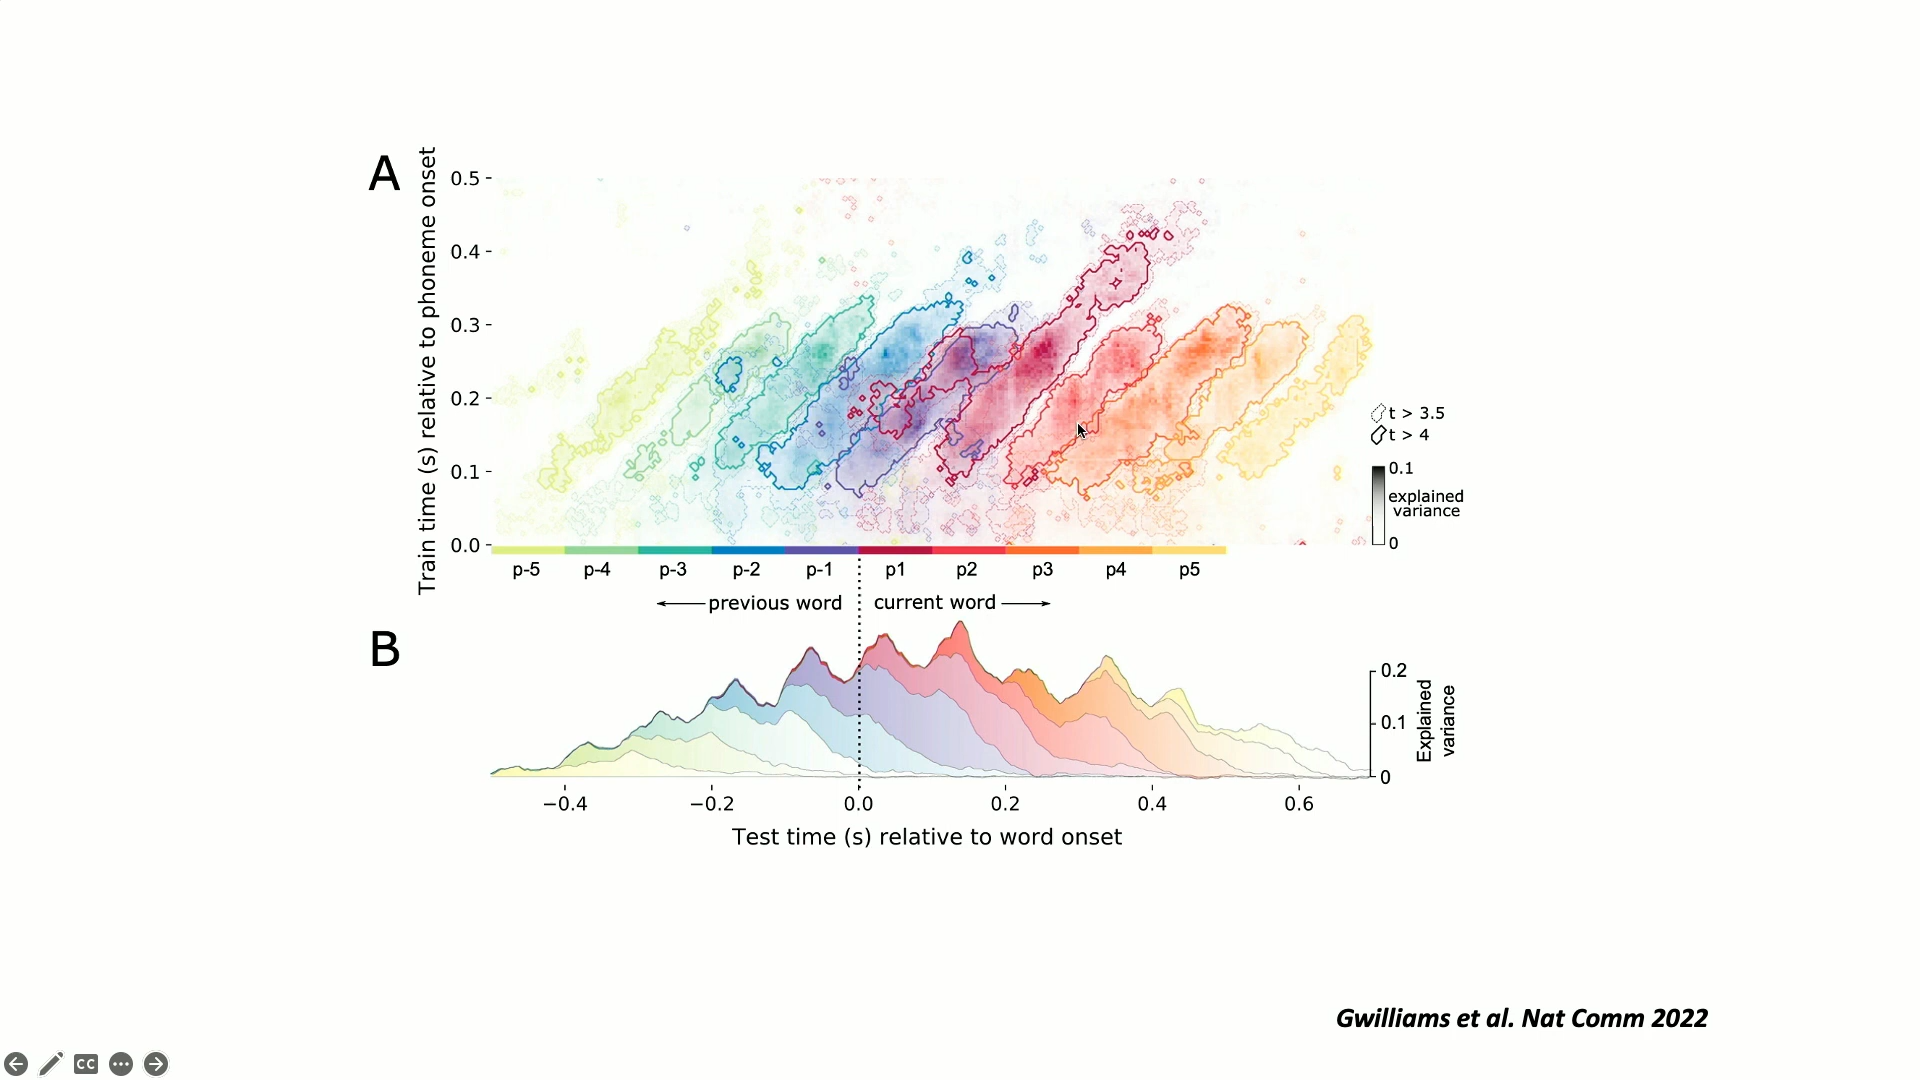 A
Train time (s) relative to phoneme onset
0.5
0.4
0.3
0.2
0.1
0.0
t > 3.5
t > 4
0.1
explained
variance
0
p-5 p-4 p-3 p-2 p-1 p1 p2 p3 p4 p5
previous word current word
B
0.2
0.1
0
Explained
variance
−0.4 −0.2 0.0 0.2 0.4 0.6
Test time (s) relative to word onset
Gwilliams et al. Nat Comm 2022
CC